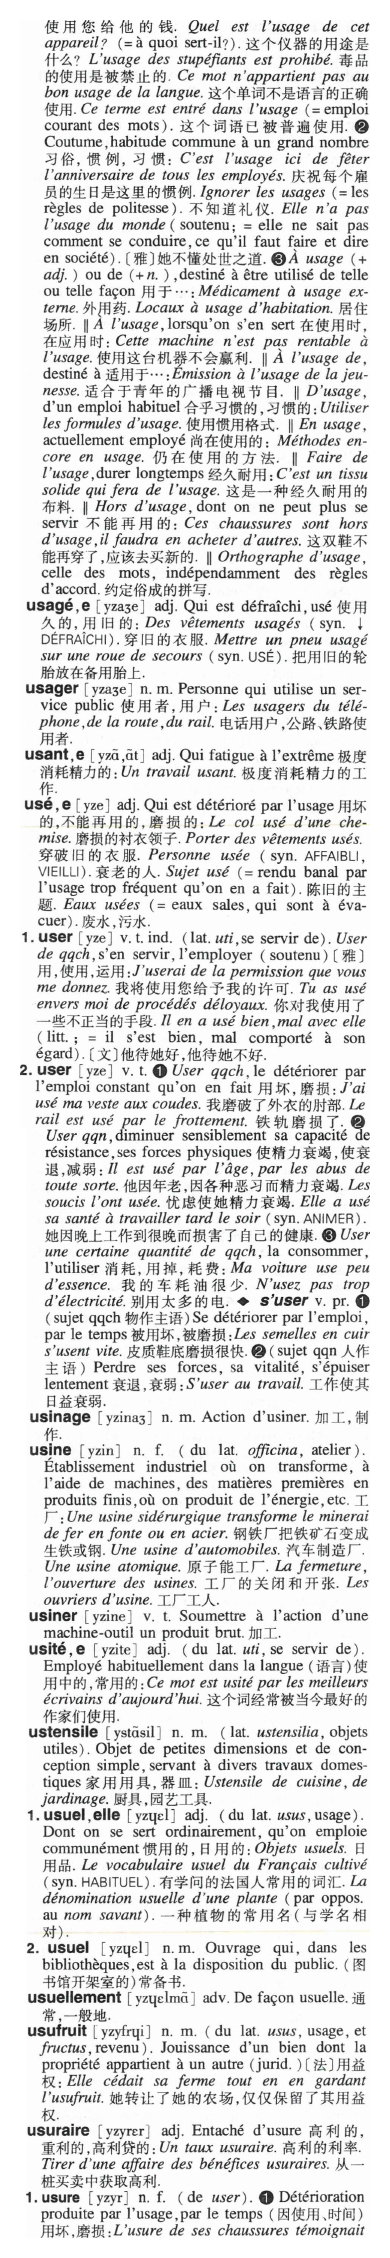 使用您给他的钱. Quel est l'usage de cet
appareil? (=à quoi sert-il?). 这个仪器的用途是
什么? L'usage des stupéfiants est prohibé. 毒品
的使用是被禁止的. Ce mot n'appartient pas au
bon usage de la langue. 这个单词不是语言的正确
使用. Ce terme est entré dans l'usage (= emploi
courant des mots). 这个词语已被普遍使用. ❷
Coutume, habitude commune à un grand nombre
习俗, 惯例, 习惯: C'est l'usage ici de fêter
l'anniversaire de tous les employés. 庆祝每个雇
员的生日是这里的惯例. Ignorer les usages (= les
règles de politesse). 不知道礼仪. Elle n'a pas
l'usage du monde ( soutenu; = elle ne sait pas
comment se conduire, ce qu'il faut faire et dire
en société). [雅]她不懂处世之道. ❸À usage (+
adj. ) ou de (+ n. ), destiné à être utilisé de telle
ou telle façon 用于…: Médicament à usage ex-
terne. 外用药. Locaux à usage d'habitation. 居住
场所. ‖ À l'usage, lorsqu'on s'en sert 在使用时,
在应用时: Cette machine n'est pas rentable à
l'usage. 使用这台机器不会赢利. ‖ À l'usage de,
destiné à 适用于…: Émission à l'usage de la jeu-
nesse. 适合于青年的广播电视节目. ‖ D'usage,
d'un emploi habituel 合乎习惯的, 习惯的: Utiliser
les formules d'usage. 使用惯用格式. ‖ En usage,
actuellement employé 尚在使用的: Méthodes en-
core en usage. 仍在使用的方法. ‖ Faire de
l'usage, durer longtemps 经久耐用: C'est un tissu
solide qui fera de l'usage. 这是一种经久耐用的
布料. ‖ Hors d'usage, dont on ne peut plus se
servir 不能再用的: Ces chaussures sont hors
d'usage, il faudra en acheter d'autres. 这双鞋不
能再穿了, 应该去买新的. ‖ Orthographe d'usage,
celle des mots, indépendamment des règles
d'accord. 约定俗成的拼写.
usagé, e [yzaʒe] adj. Qui est défraîchi, usé 使用
久的, 用旧的: Des vêtements usagés (syn. ↓
DÉFRAÎCHI). 穿旧的衣服. Mettre un pneu usagé
sur une roue de secours (syn. USÉ). 把用旧的轮
胎放在备用胎上.
usager [yzaʒe] n. m. Personne qui utilise un ser-
vice public 使用者, 用户: Les usagers du télé-
phone, de la route, du rail. 电话用户, 公路、铁路使
用者.
usant, e [yzɑ̃, ɑ̃t] adj. Qui fatigue à l'extrême 极度
消耗精力的: Un travail usant. 极度消耗精力的工
作.
usé, e [yze] adj. Qui est détérioré par l'usage 用坏
的, 不能再用的, 磨损的: Le col usé d'une che-
mise. 磨损的衬衣领子. Porter des vêtements usés.
穿破旧的衣服. Personne usée ( syn. AFFAIBLI,
VIEILLI). 衰老的人. Sujet usé (= rendu banal par
l'usage trop fréquent qu'on en a fait). 陈旧的主
题. Eaux usées (= eaux sales, qui sont à éva-
cuer). 废水, 污水.
1. user [yze] v. t. ind. (lat. uti, se servir de). User
de qqch, s'en servir, l'employer (soutenu) [雅]
用, 使用, 运用: J'userai de la permission que vous
me donnez. 我将使用您给予我的许可. Tu as usé
envers moi de procédés déloyaux. 你对我使用了
一些不正当的手段. Il en a usé bien, mal avec elle
(litt. ; = il s'est bien, mal comporté à son
égard). [文]他待她好, 他待她不好.
2. user [yze] v. t. ❶ User qqch, le détériorer par
l'emploi constant qu'on en fait 用坏, 磨损: J'ai
usé ma veste aux coudes. 我磨破了外衣的肘部. Le
rail est usé par le frottement. 铁轨磨损了. ❷
User qqn, diminuer sensiblement sa capacité de
résistance, ses forces physiques 使精力衰竭, 使衰
退, 减弱: Il est usé par l'âge, par les abus de
toute sorte. 他因年老, 因各种恶习而精力衰竭. Les
soucis l'ont usée. 忧虑使她精力衰竭. Elle a usé
sa santé à travailler tard le soir (syn. ANIMER).
她因晚上工作到很晚而损害了自己的健康. ❸User
une certaine quantité de qqch, la consommer,
l'utiliser 消耗, 用掉, 耗费: Ma voiture use peu
d'essence. 我的车耗油很少. N'usez pas trop
d'électricité. 别用太多的电. ◆ s'user v. pr. ❶
(sujet qqch 物作主语) Se détériorer par l'emploi,
par le temps 被用坏, 被磨损: Les semelles en cuir
s'usent vite. 皮质鞋底磨损很快. ❷(sujet qqn 人作
主语) Perdre ses forces, sa vitalité, s'épuiser
lentement 衰退, 衰弱: S'user au travail. 工作使其
日益衰弱.
usinage [yzinaʒ] n. m. Action d'usiner. 加工, 制
作.
usine [yzin] n. f. (du lat. officina, atelier).
Établissement industriel où on transforme, à
l'aide de machines, des matières premières en
produits finis, où on produit de l'énergie, etc. 工
厂: Une usine sidérurgique transforme le minerai
de fer en fonte ou en acier. 钢铁厂把铁矿石变成
生铁或钢. Une usine d'automobiles. 汽车制造厂.
Une usine atomique. 原子能工厂. La fermeture,
l'ouverture des usines. 工厂的关闭和开张. Les
ouvriers d'usine. 工厂工人.
usiner [yzine] v. t. Soumettre à l'action d'une
machine-outil un produit brut. 加工.
usité, e [yzite] adj. (du lat. uti, se servir de).
Employé habituellement dans la langue (语言)使
用中的, 常用的: Ce mot est usité par les meilleurs
écrivains d'aujourd'hui. 这个词经常被当今最好的
作家们使用.
ustensile [ystɑ̃sil] n. m. (lat. ustensilia, objets
utiles). Objet de petites dimensions et de con-
ception simple, servant à divers travaux domes-
tiques 家用用具, 器皿: Ustensile de cuisine, de
jardinage. 厨具, 园艺工具.
1. usuel, elle [yzɥɛl] adj. (du lat. usus, usage).
Dont on se sert ordinairement, qu'on emploie
communément 惯用的, 日用的: Objets usuels. 日
用品. Le vocabulaire usuel du Français cultivé
(syn. HABITUEL). 有学问的法国人常用的词汇. La
dénomination usuelle d'une plante (par oppos.
au nom savant). 一种植物的常用名(与学名相
对).
2. usuel [yzɥɛl] n. m. Ouvrage qui, dans les
bibliothèques, est à la disposition du public. (图
书馆开架室的)常备书.
usuellement [yzɥɛlmɑ̃] adv. De façon usuelle. 通
常, 一般地.
usufruit [yzyfrɥi] n. m. (du lat. usus, usage, et
fructus, revenu). Jouissance d'un bien dont la
propriété appartient à un autre (jurid. ) [法]用益
权: Elle cédait sa ferme tout en en gardant
l'usufruit. 她转让了她的农场, 仅仅保留了其用益
权.
usuraire [yzyrɛr] adj. Entaché d'usure 高利的,
重利的, 高利贷的: Un taux usuraire. 高利的利率.
Tirer d'une affaire des bénéfices usuraires. 从一
桩买卖中获取高利.
1. usure [yzyr] n. f. (de user). ❶ Détérioration
produite par l'usage, par le temps (因使用、时间)
用坏, 磨损: L'usure de ses chaussures témoignait